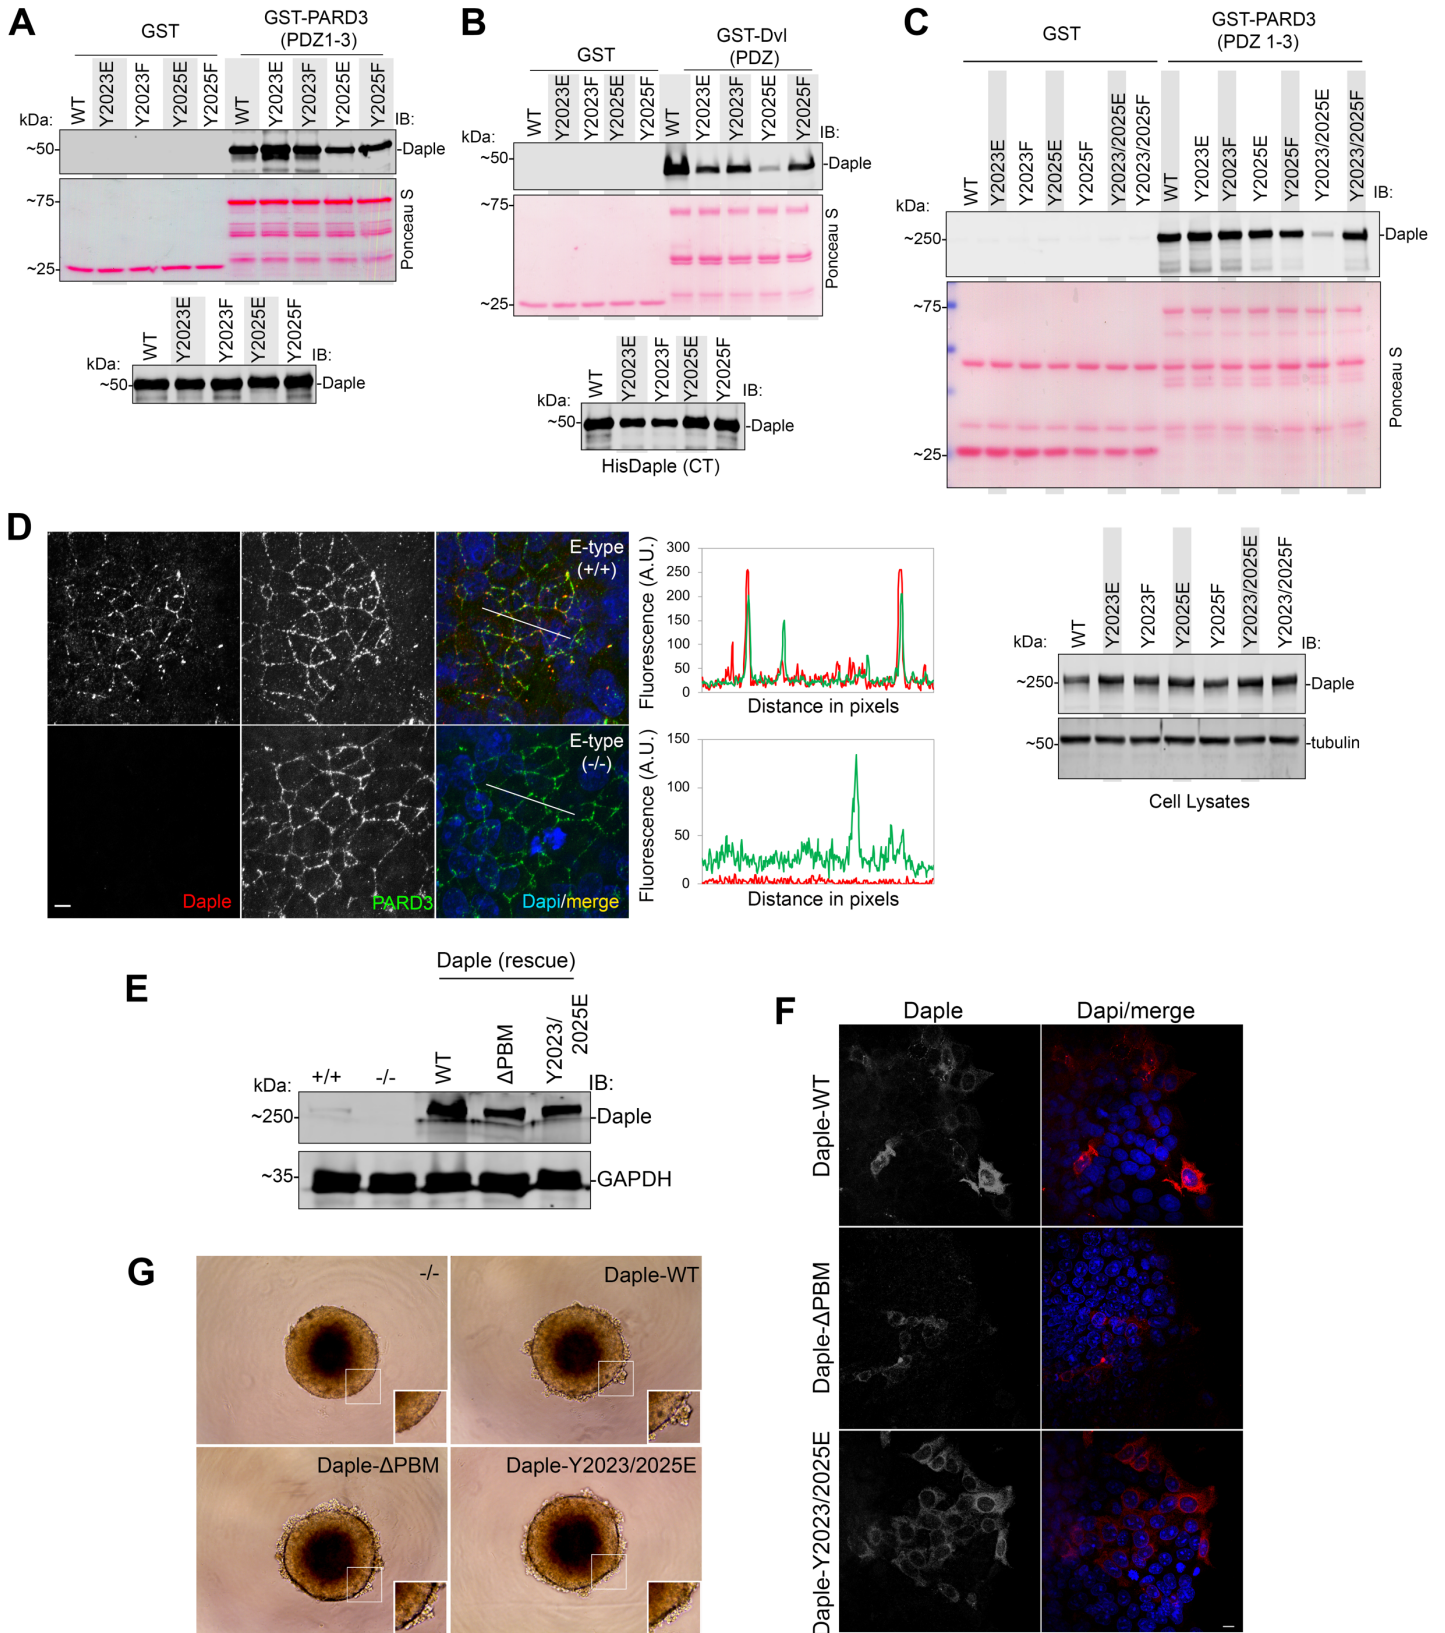 A
GST
GST-PARD3
(PDZ1-3)
WT
Y2023E
Y2023F
Y2025E
Y2025F
WT
Y2023E
Y2023F
Y2025E
Y2025F
kDa:
IB:
~50
-Daple
~75
~25
Ponceau S
WT
Y2023E
Y2023F
Y2025E
Y2025F
kDa:
IB:
~50
-Daple
B
GST
GST-Dvl
(PDZ)
WT
Y2023E
Y2023F
Y2025E
Y2025F
WT
Y2023E
Y2023F
Y2025E
Y2025F
kDa:
IB:
~50
-Daple
~75
~25
Ponceau S
WT
Y2023E
Y2023F
Y2025E
Y2025F
kDa:
IB:
~50
-Daple
HisDaple (CT)
C
GST
GST-PARD3
(PDZ 1-3)
WT
Y2023E
Y2023F
Y2025E
Y2025F
Y2023/2025E
Y2023/2025F
WT
Y2023E
Y2023F
Y2025E
Y2025F
Y2023/2025E
Y2023/2025F
kDa:
IB:
~250
-Daple
~75
~25
Ponceau S
WT
Y2023E
Y2023F
Y2025E
Y2025F
Y2023/2025E
Y2023/2025F
kDa:
IB:
~250
-Daple
~50
-tubulin
Cell Lysates
D
E-type
(+/+)
E-type
(-/-)
Daple
PARD3
Dapi/merge
Fluorescence (A.U.)
300
250
200
150
100
50
0
Distance in pixels
Fluorescence (A.U.)
150
100
50
0
Distance in pixels
E
Daple (rescue)
+/+
-/-
WT
ΔPBM
Y2023/
2025E
kDa:
IB:
~250
-Daple
~35
-GAPDH
F
Daple
Dapi/merge
Daple-WT
Daple-ΔPBM
Daple-Y2023/2025E
G
-/-
Daple-WT
Daple-ΔPBM
Daple-Y2023/2025E